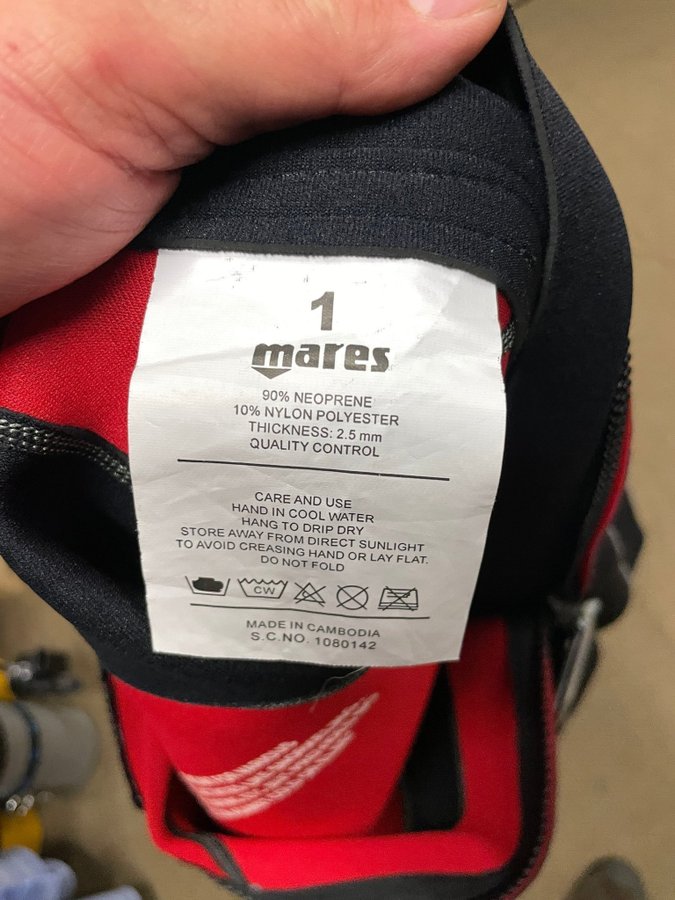 1
mares
90% NEOPRENE
10% NYLON POLYESTER
THICKNESS: 2.5 mm
QUALITY CONTROL
CARE AND USE
HAND IN COOL WATER
HANG TO DRIP DRY
STORE AWAY FROM DIRECT SUNLIGHT
TO AVOID CREASING HAND OR LAY FLAT.
DO NOT FOLD
CW
MADE IN CAMBODIA
S.C.NO. 1080142